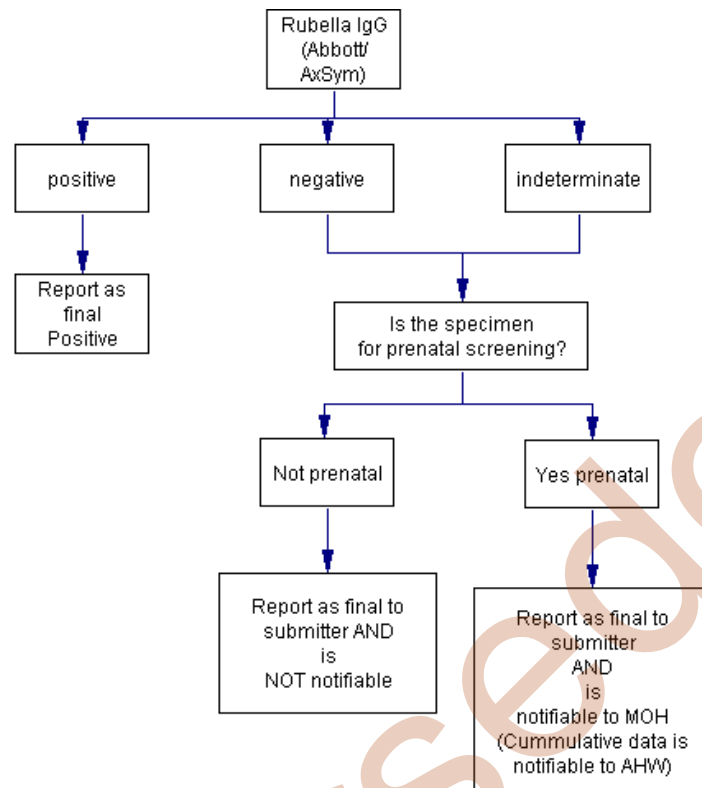 Rubella IgG
(Abbott/
AxSym)
positive
negative
indeterminate
Report as
final
Positive
Is the specimen
for prenatal screening?
Not prenatal
Yes prenatal
Report as final to
submitter AND
is
NOT notifiable
Report as final to
submitter
AND
is
notifiable to MOH
(Cummulative data is
notifiable to AHW)